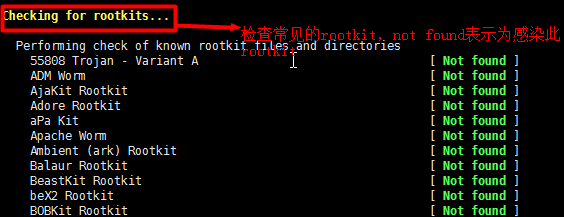 Checking for rootkits...
检查常见的rootkit，not found表示为感染此
rootkit
Performing check of known rootkit files and directories
55808 Trojan - Variant A [ Not found ]
ADM Worm [ Not found ]
AjaKit Rootkit [ Not found ]
Adore Rootkit [ Not found ]
aPa Kit [ Not found ]
Apache Worm [ Not found ]
Ambient (ark) Rootkit [ Not found ]
Balaur Rootkit [ Not found ]
BeastKit Rootkit [ Not found ]
beX2 Rootkit [ Not found ]
BOBKit Rootkit [ Not found ]